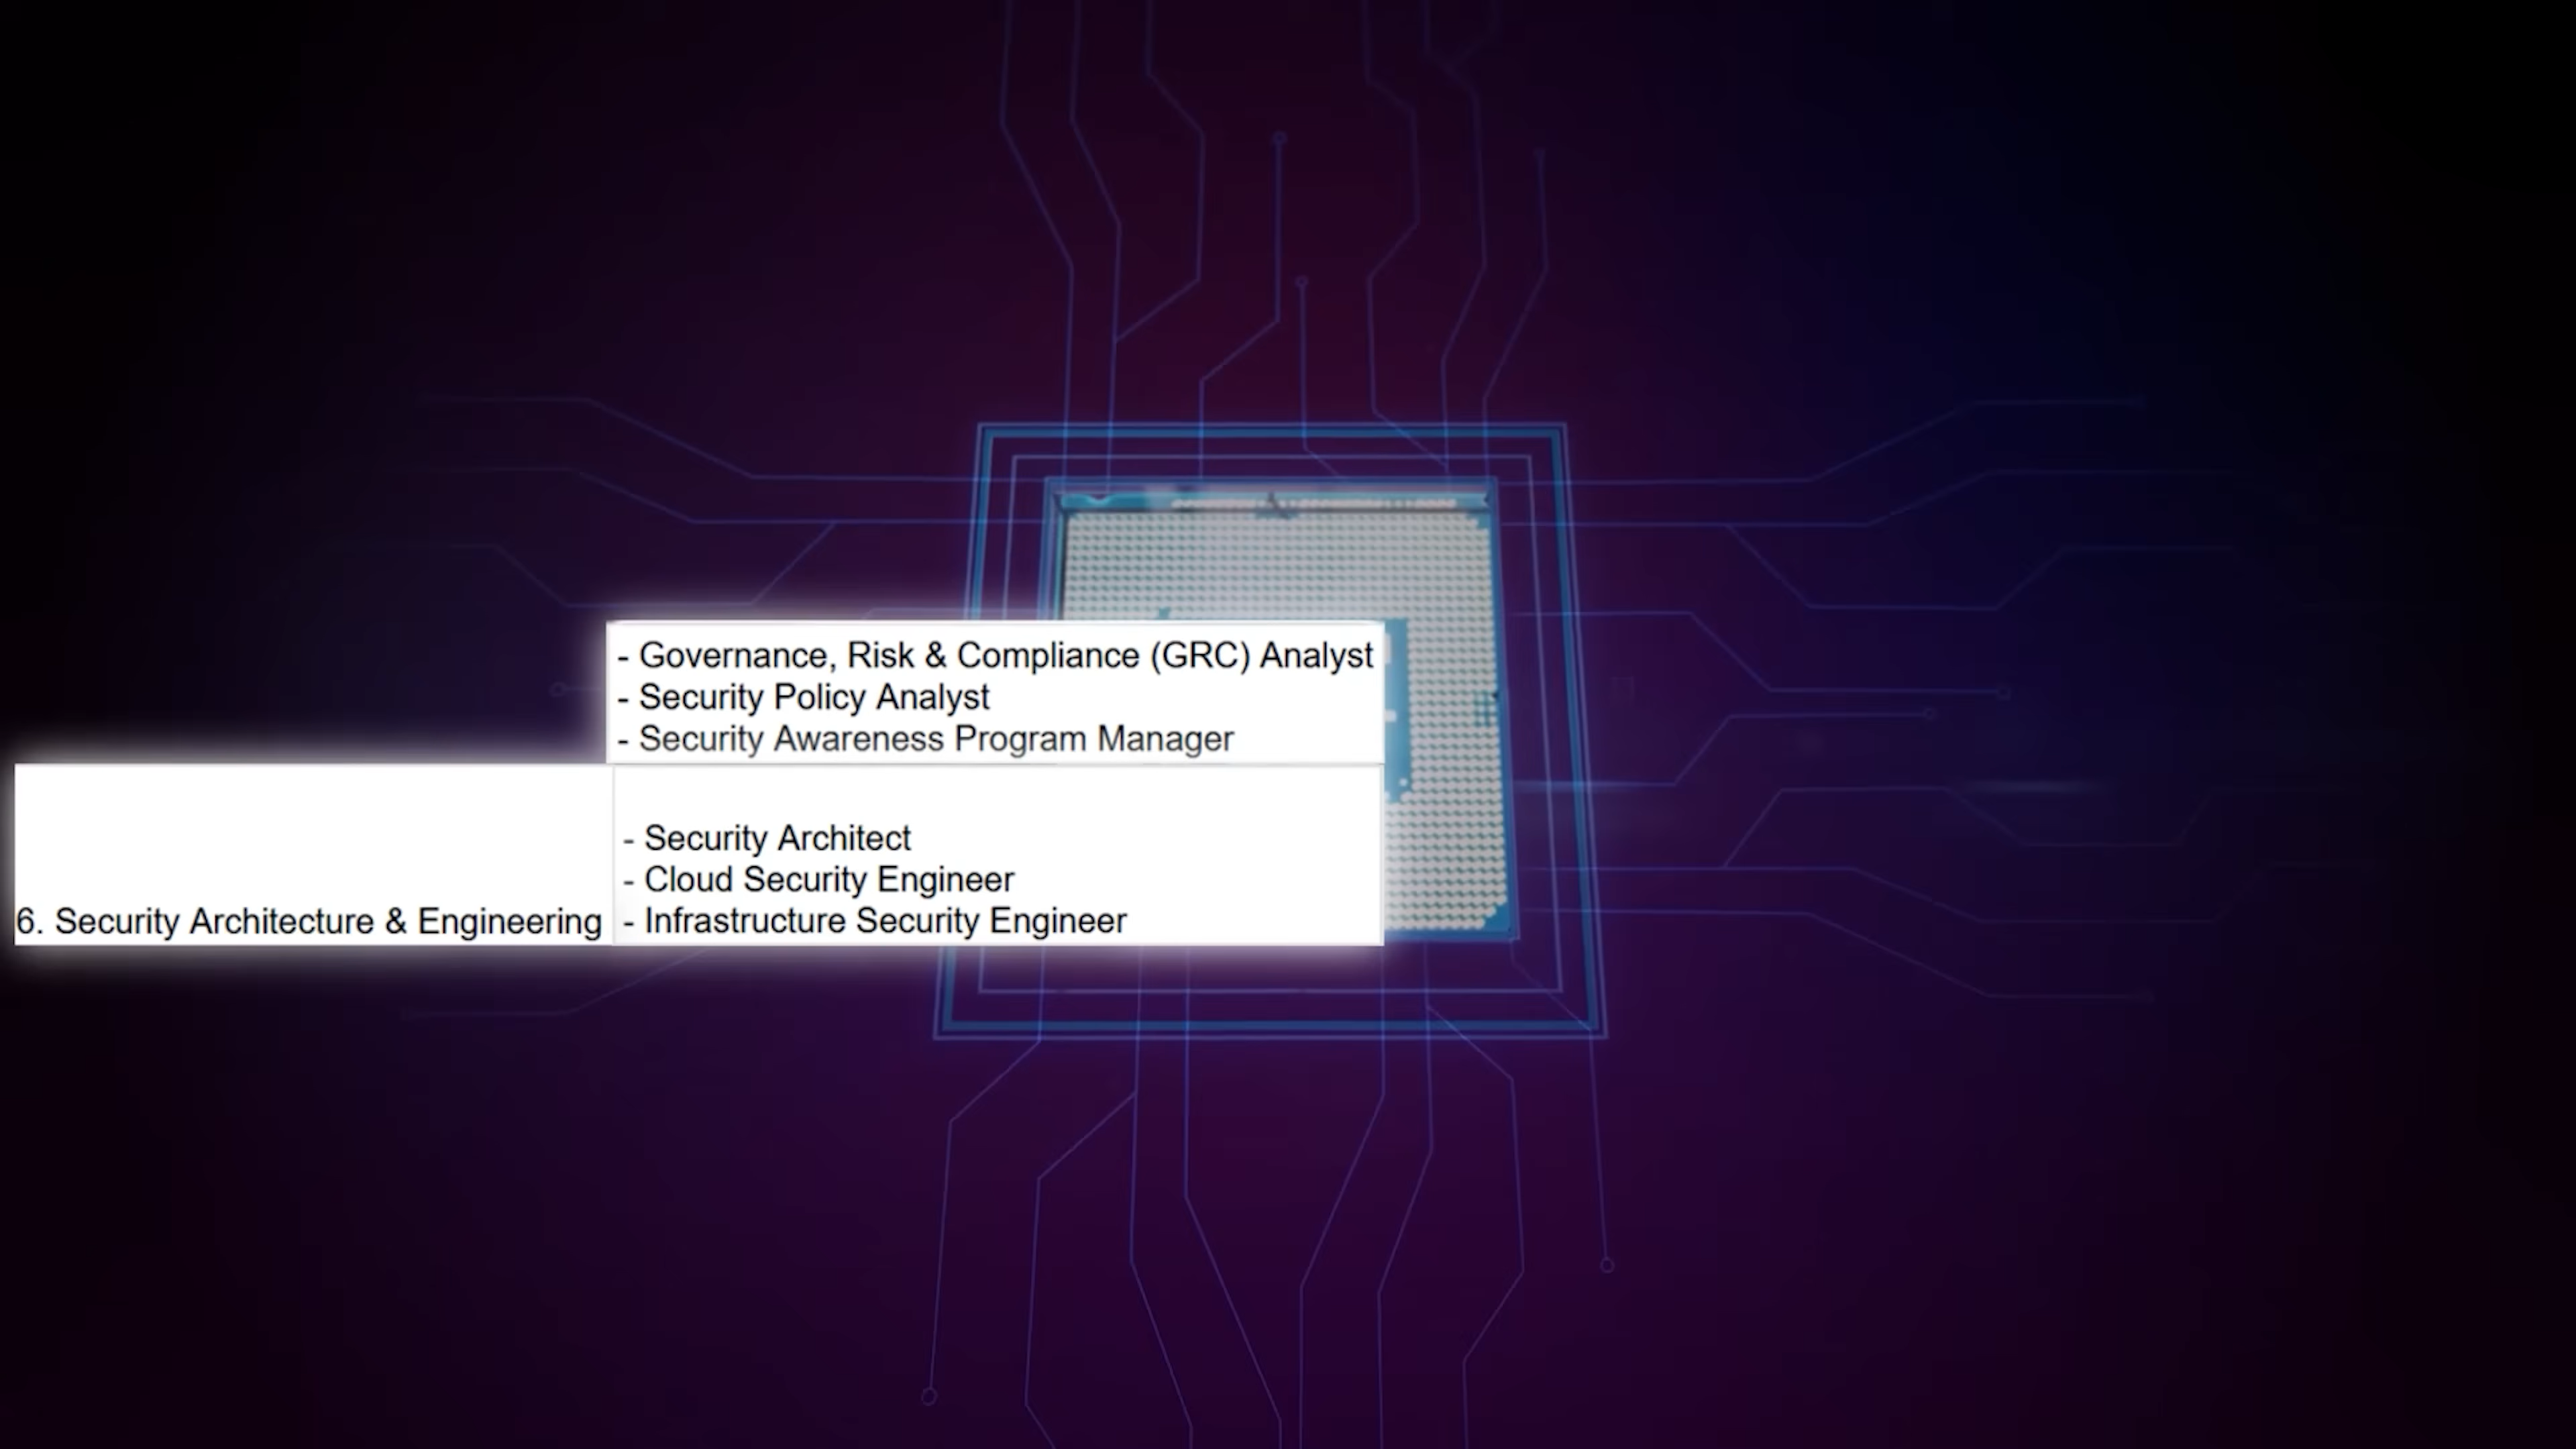 - Governance, Risk & Compliance (GRC) Analyst
- Security Policy Analyst
- Security Awareness Program Manager
6. Security Architecture & Engineering
- Security Architect
- Cloud Security Engineer
- Infrastructure Security Engineer